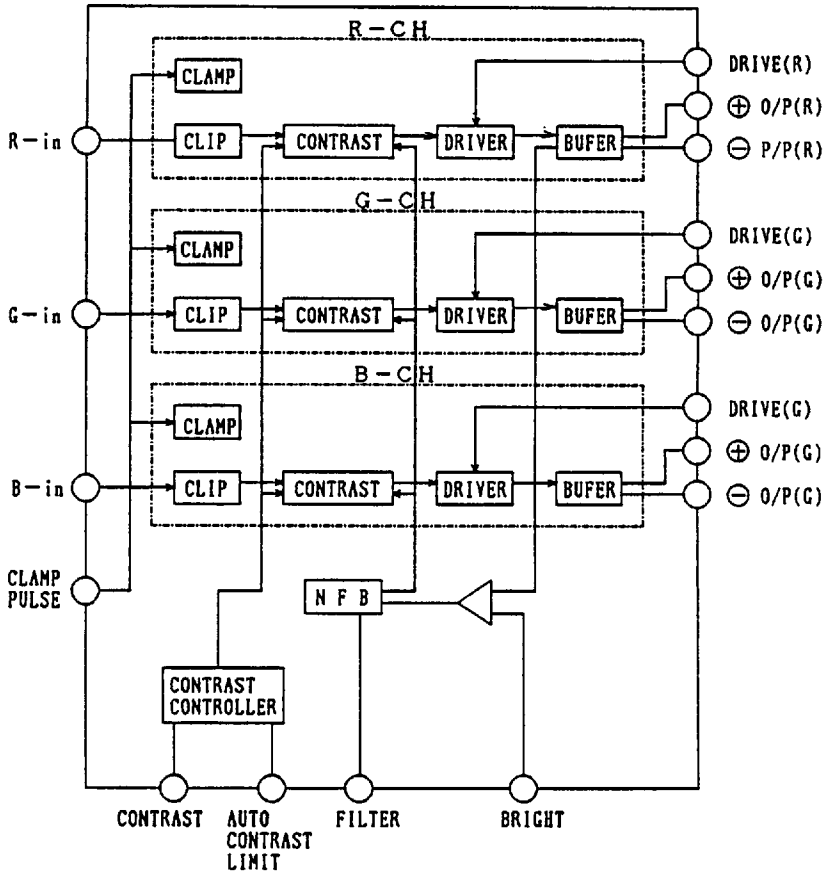 R-CH
CLAMP
DRIVE(R)
⊕ O/P(R)
R-in
CLIP
CONTRAST
DRIVER
BUFER
⊖ P/P(R)
G-CH
CLAMP
DRIVE(G)
⊕ O/P(G)
G-in
CLIP
CONTRAST
DRIVER
BUFER
⊖ O/P(G)
B-CH
CLAMP
DRIVE(G)
⊕ O/P(G)
B-in
CLIP
CONTRAST
DRIVER
BUFER
⊖ O/P(G)
CLAMP
PULSE
N F B
CONTRAST
CONTROLLER
CONTRAST
AUTO
CONTRAST
LIMIT
FILTER
BRIGHT